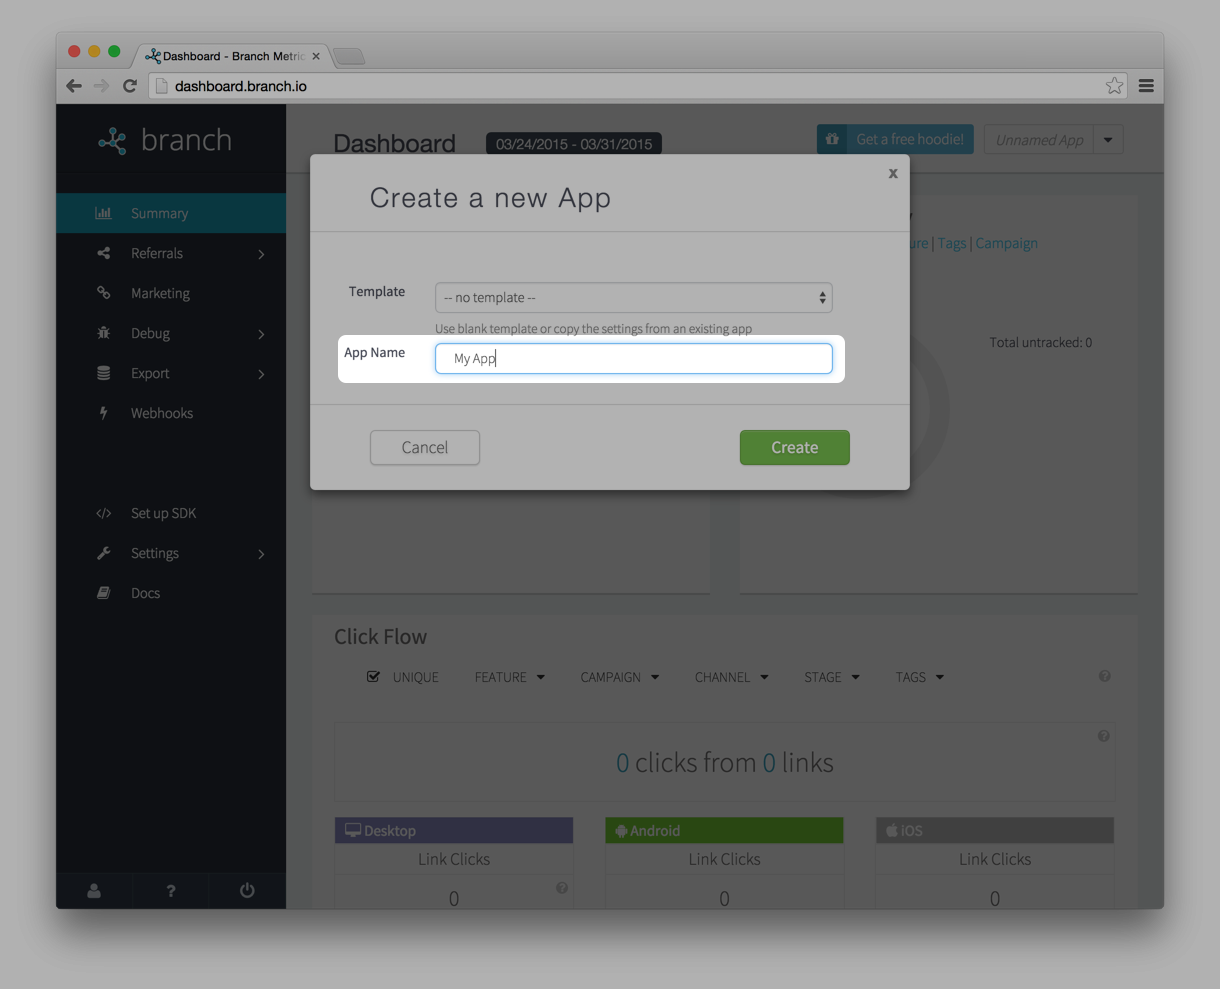 Dashboard - Branch Metric
dashboard.branch.io
branch
Dashboard
03/24/2015 - 03/31/2015
Get a free hoodie!
Unnamed App
Summary
Referrals
Marketing
Debug
Export
Webhooks
Set up SDK
Settings
Docs
x
Create a new App
Template
-- no template --
Use blank template or copy the settings from an existing app
App Name
My App
Cancel
Create
| Tags | Campaign
Total untracked: 0
Click Flow
UNIQUE FEATURE CAMPAIGN CHANNEL STAGE TAGS
0 clicks from 0 links
Desktop
Link Clicks
0
Android
Link Clicks
0
iOS
Link Clicks
0